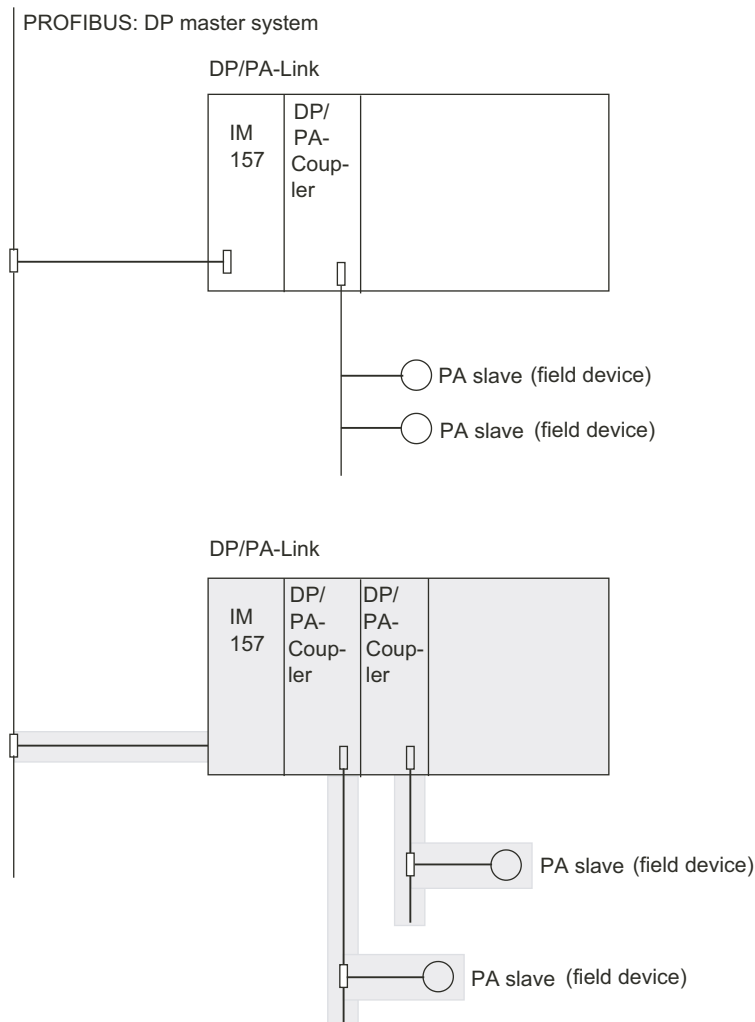 PROFIBUS: DP master system
DP/PA-Link
IM
157
DP/
PA-
Coup-
ler
PA slave (field device)
PA slave (field device)
DP/PA-Link
IM
157
DP/
PA-
Coup-
ler
DP/
PA-
Coup-
ler
PA slave (field device)
PA slave (field device)